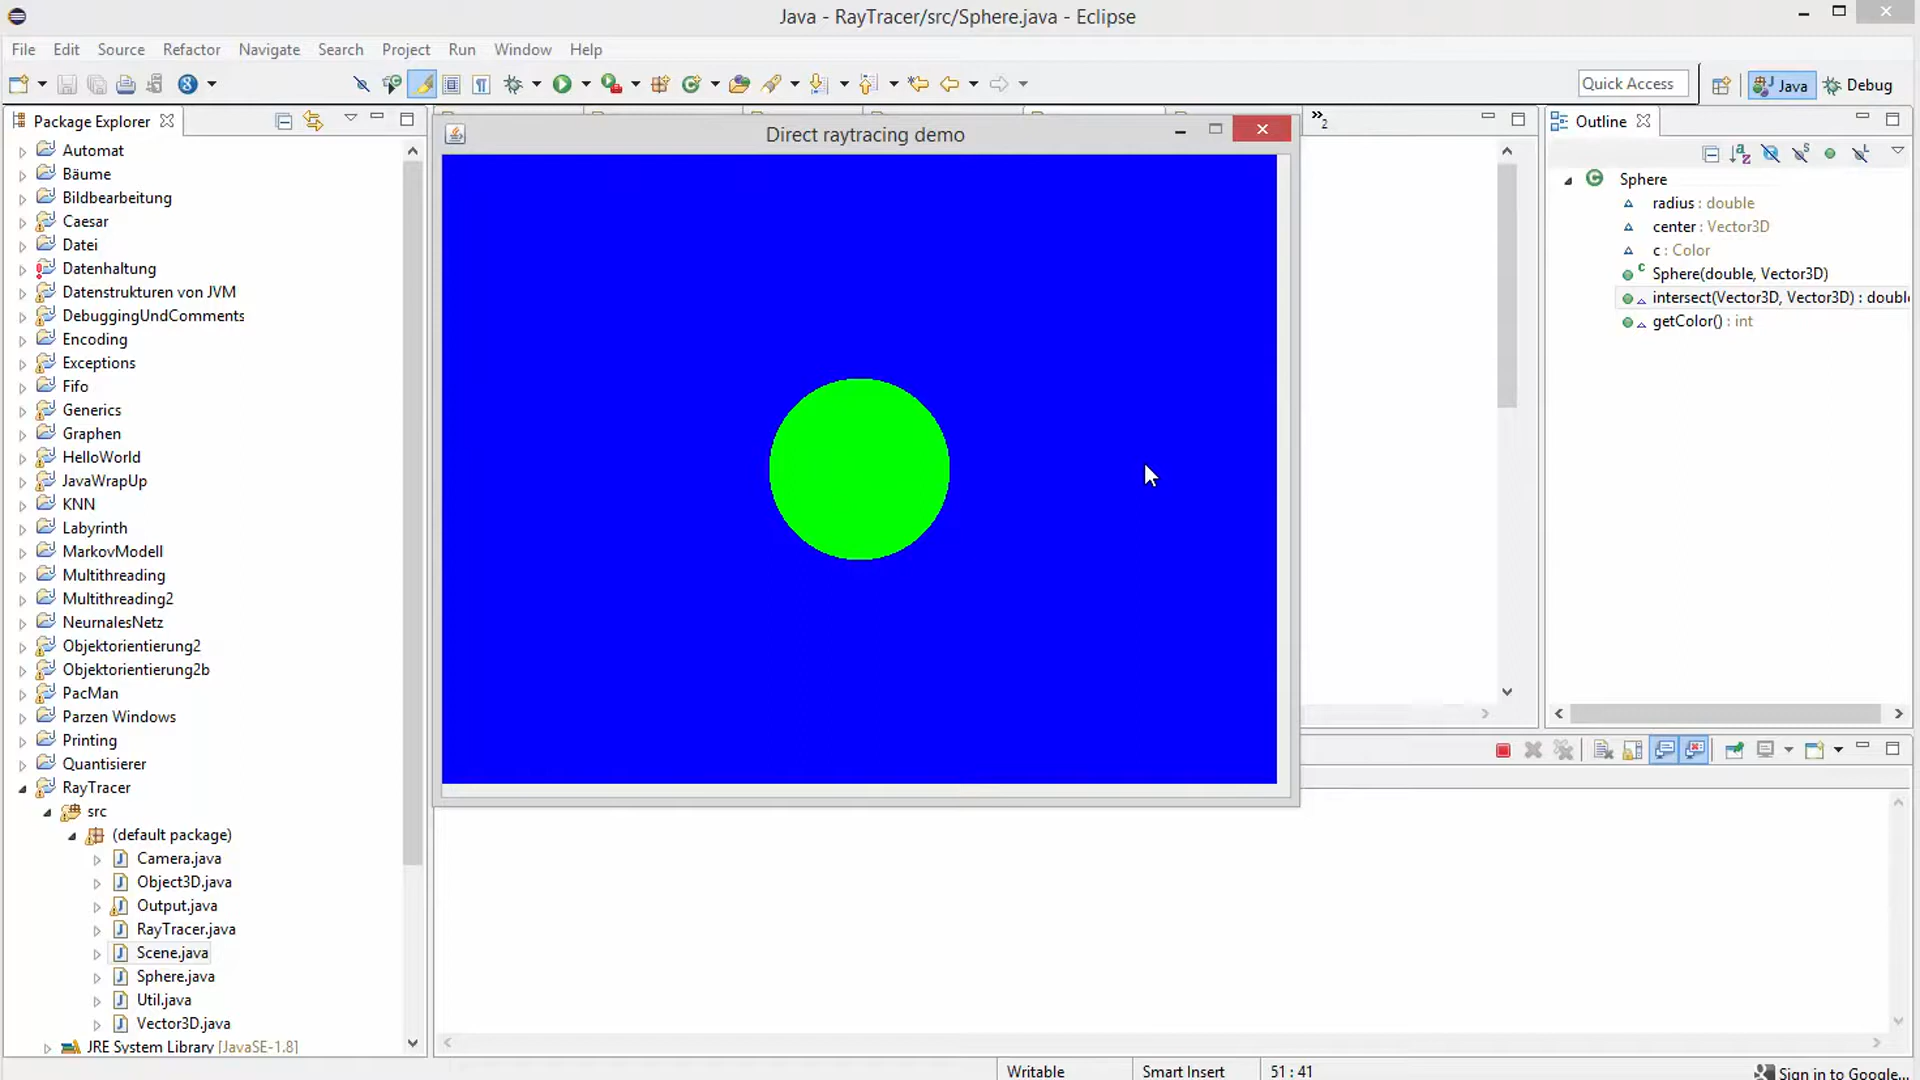 Java - RayTracer/src/Sphere.java - Eclipse
File Edit Source Refactor Navigate Search Project Run Window Help
Quick Access Java Debug
Package Explorer
Automat
Bäume
Bildbearbeitung
Caesar
Datei
Datenhaltung
Datenstrukturen von JVM
DebuggingUndComments
Encoding
Exceptions
Fifo
Generics
Graphen
HelloWorld
JavaWrapUp
KNN
Labyrinth
MarkovModell
Multithreading
Multithreading2
NeurnalesNetz
Objektorientierung2
Objektorientierung2b
PacMan
Parzen Windows
Printing
Quantisierer
RayTracer
src
(default package)
Camera.java
Object3D.java
Output.java
RayTracer.java
Scene.java
Sphere.java
Util.java
Vector3D.java
JRE System Library [JavaSE-1.8]
Direct raytracing demo
»2
Outline
Sphere
radius : double
center : Vector3D
c : Color
Sphere(double, Vector3D)
intersect(Vector3D, Vector3D) : doubl
getColor() : int
Writable Smart Insert 51 : 41
Sign in to Google...